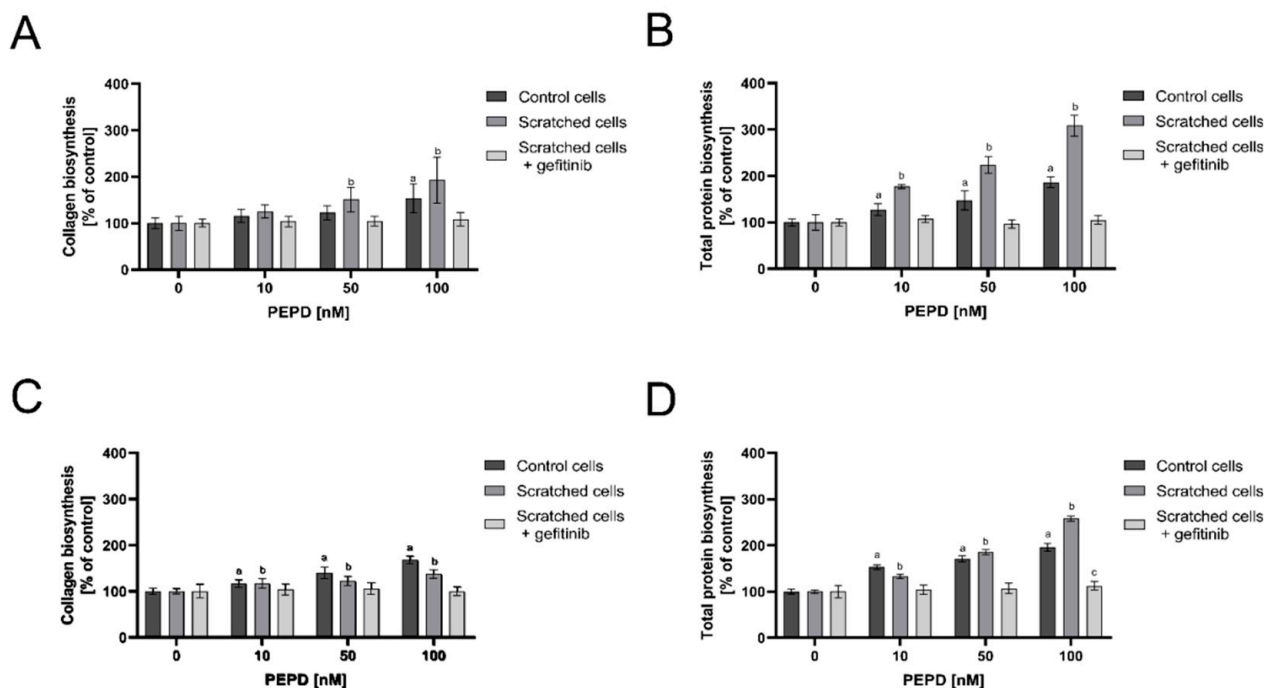 A
Collagen biosynthesis
[% of control]
400
300
200
100
0
a
b
b
0
10
50
100
PEPD [nM]
Control cells
Scratched cells
Scratched cells
+ gefitinib
B
Total protein biosynthesis
[% of control]
400
300
200
100
0
a
b
a
b
a
b
0
10
50
100
PEPD [nM]
Control cells
Scratched cells
Scratched cells
+ gefitinib
C
Collagen biosynthesis
[% of control]
400
300
200
100
0
a
b
a
b
a
b
0
10
50
100
PEPD [nM]
Control cells
Scratched cells
Scratched cells
+ gefitinib
D
Total protein biosynthesis
[% of control]
400
300
200
100
0
a
b
a
b
a
b
c
0
10
50
100
PEPD [nM]
Control cells
Scratched cells
Scratched cells
+ gefitinib